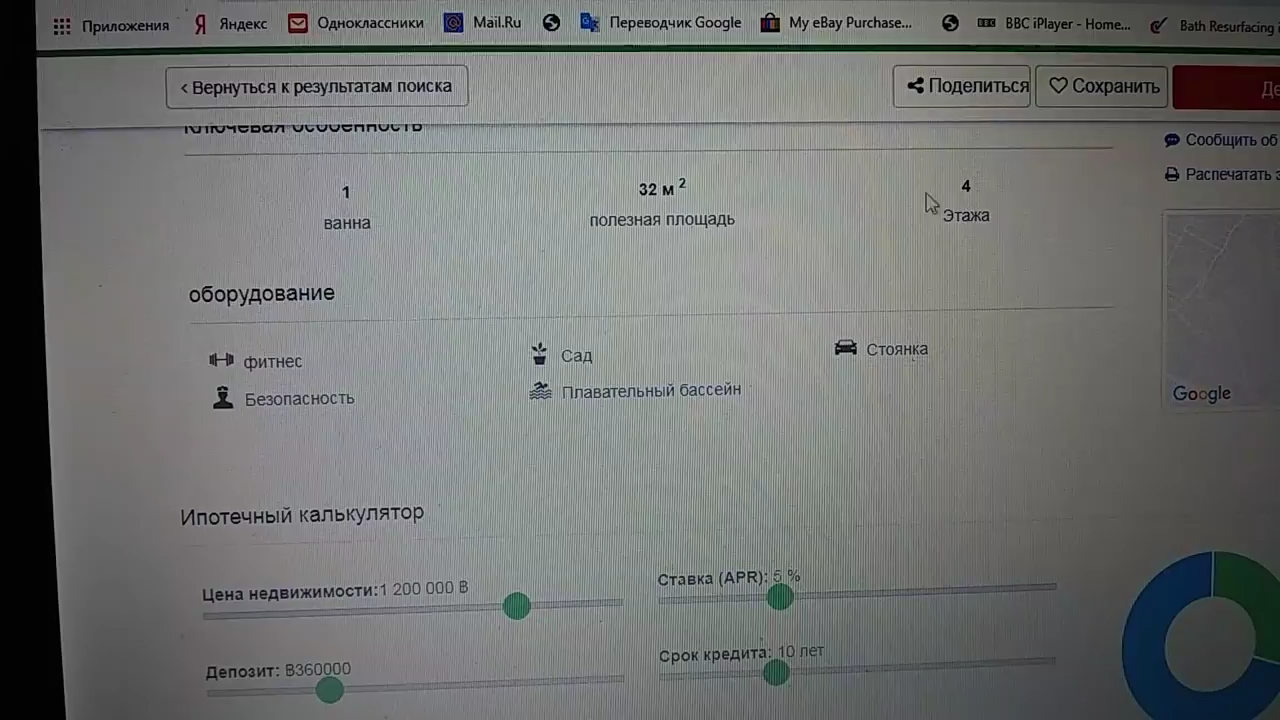 Приложения Яндекс Одноклассники Mail.Ru Переводчик Google My eBay Purchase... BBC iPlayer - Home... Bath Resurfacing
‹ Вернуться к результатам поиска Поделиться Сохранить
Ключевая особенность
Сообщить об
Распечатать
1 32 м 2 4
ванна полезная площадь Этажа
оборудование
фитнес Сад Стоянка
Безопасность Плавательный бассейн
Google
Ипотечный калькулятор
Цена недвижимости:1 200 000 B Ставка (APR): 5 %
Депозит: B360000 Срок кредита: 10 лет